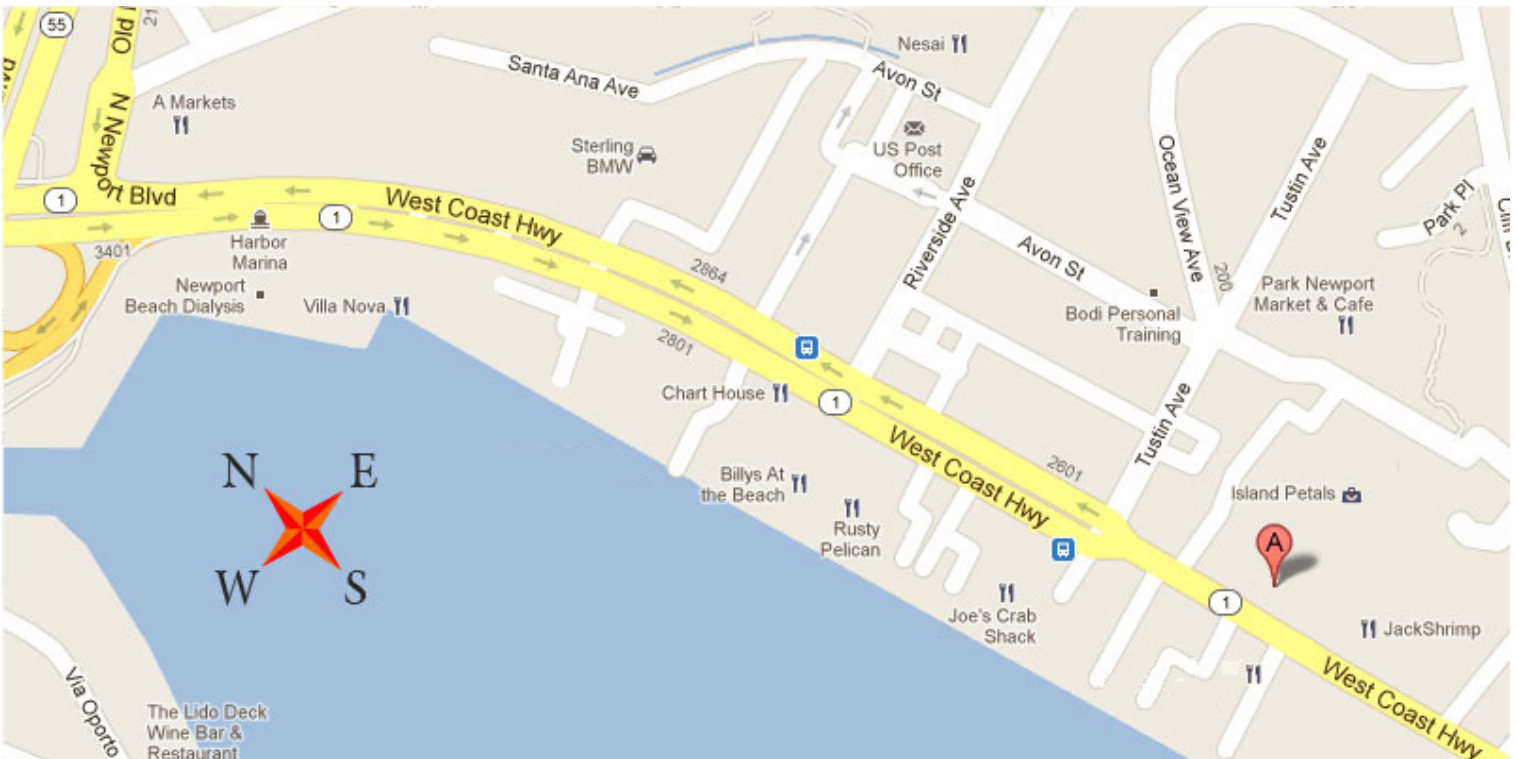 55
Old
21
N Newport Blvd
A Markets
Santa Ana Ave
Nesai
Avon St
Sterling
BMW
US Post
Office
Ocean View Ave
Tustin Ave
Park Pl
2
1
1
West Coast Hwy
3401
Harbor
Marina
Newport
Beach Dialysis
Villa Nova
2864
2801
Riverside Ave
Avon St
200
Bodi Personal
Training
Park Newport
Market & Cafe
Chart House
1
West Coast Hwy
2601
Tustin Ave
Billys At
the Beach
Rusty
Pelican
Island Petals
A
N
E
W
S
Joe's Crab
Shack
1
JackShrimp
West Coast Hwy
Via Oporto
The Lido Deck
Wine Bar &
Restaurant